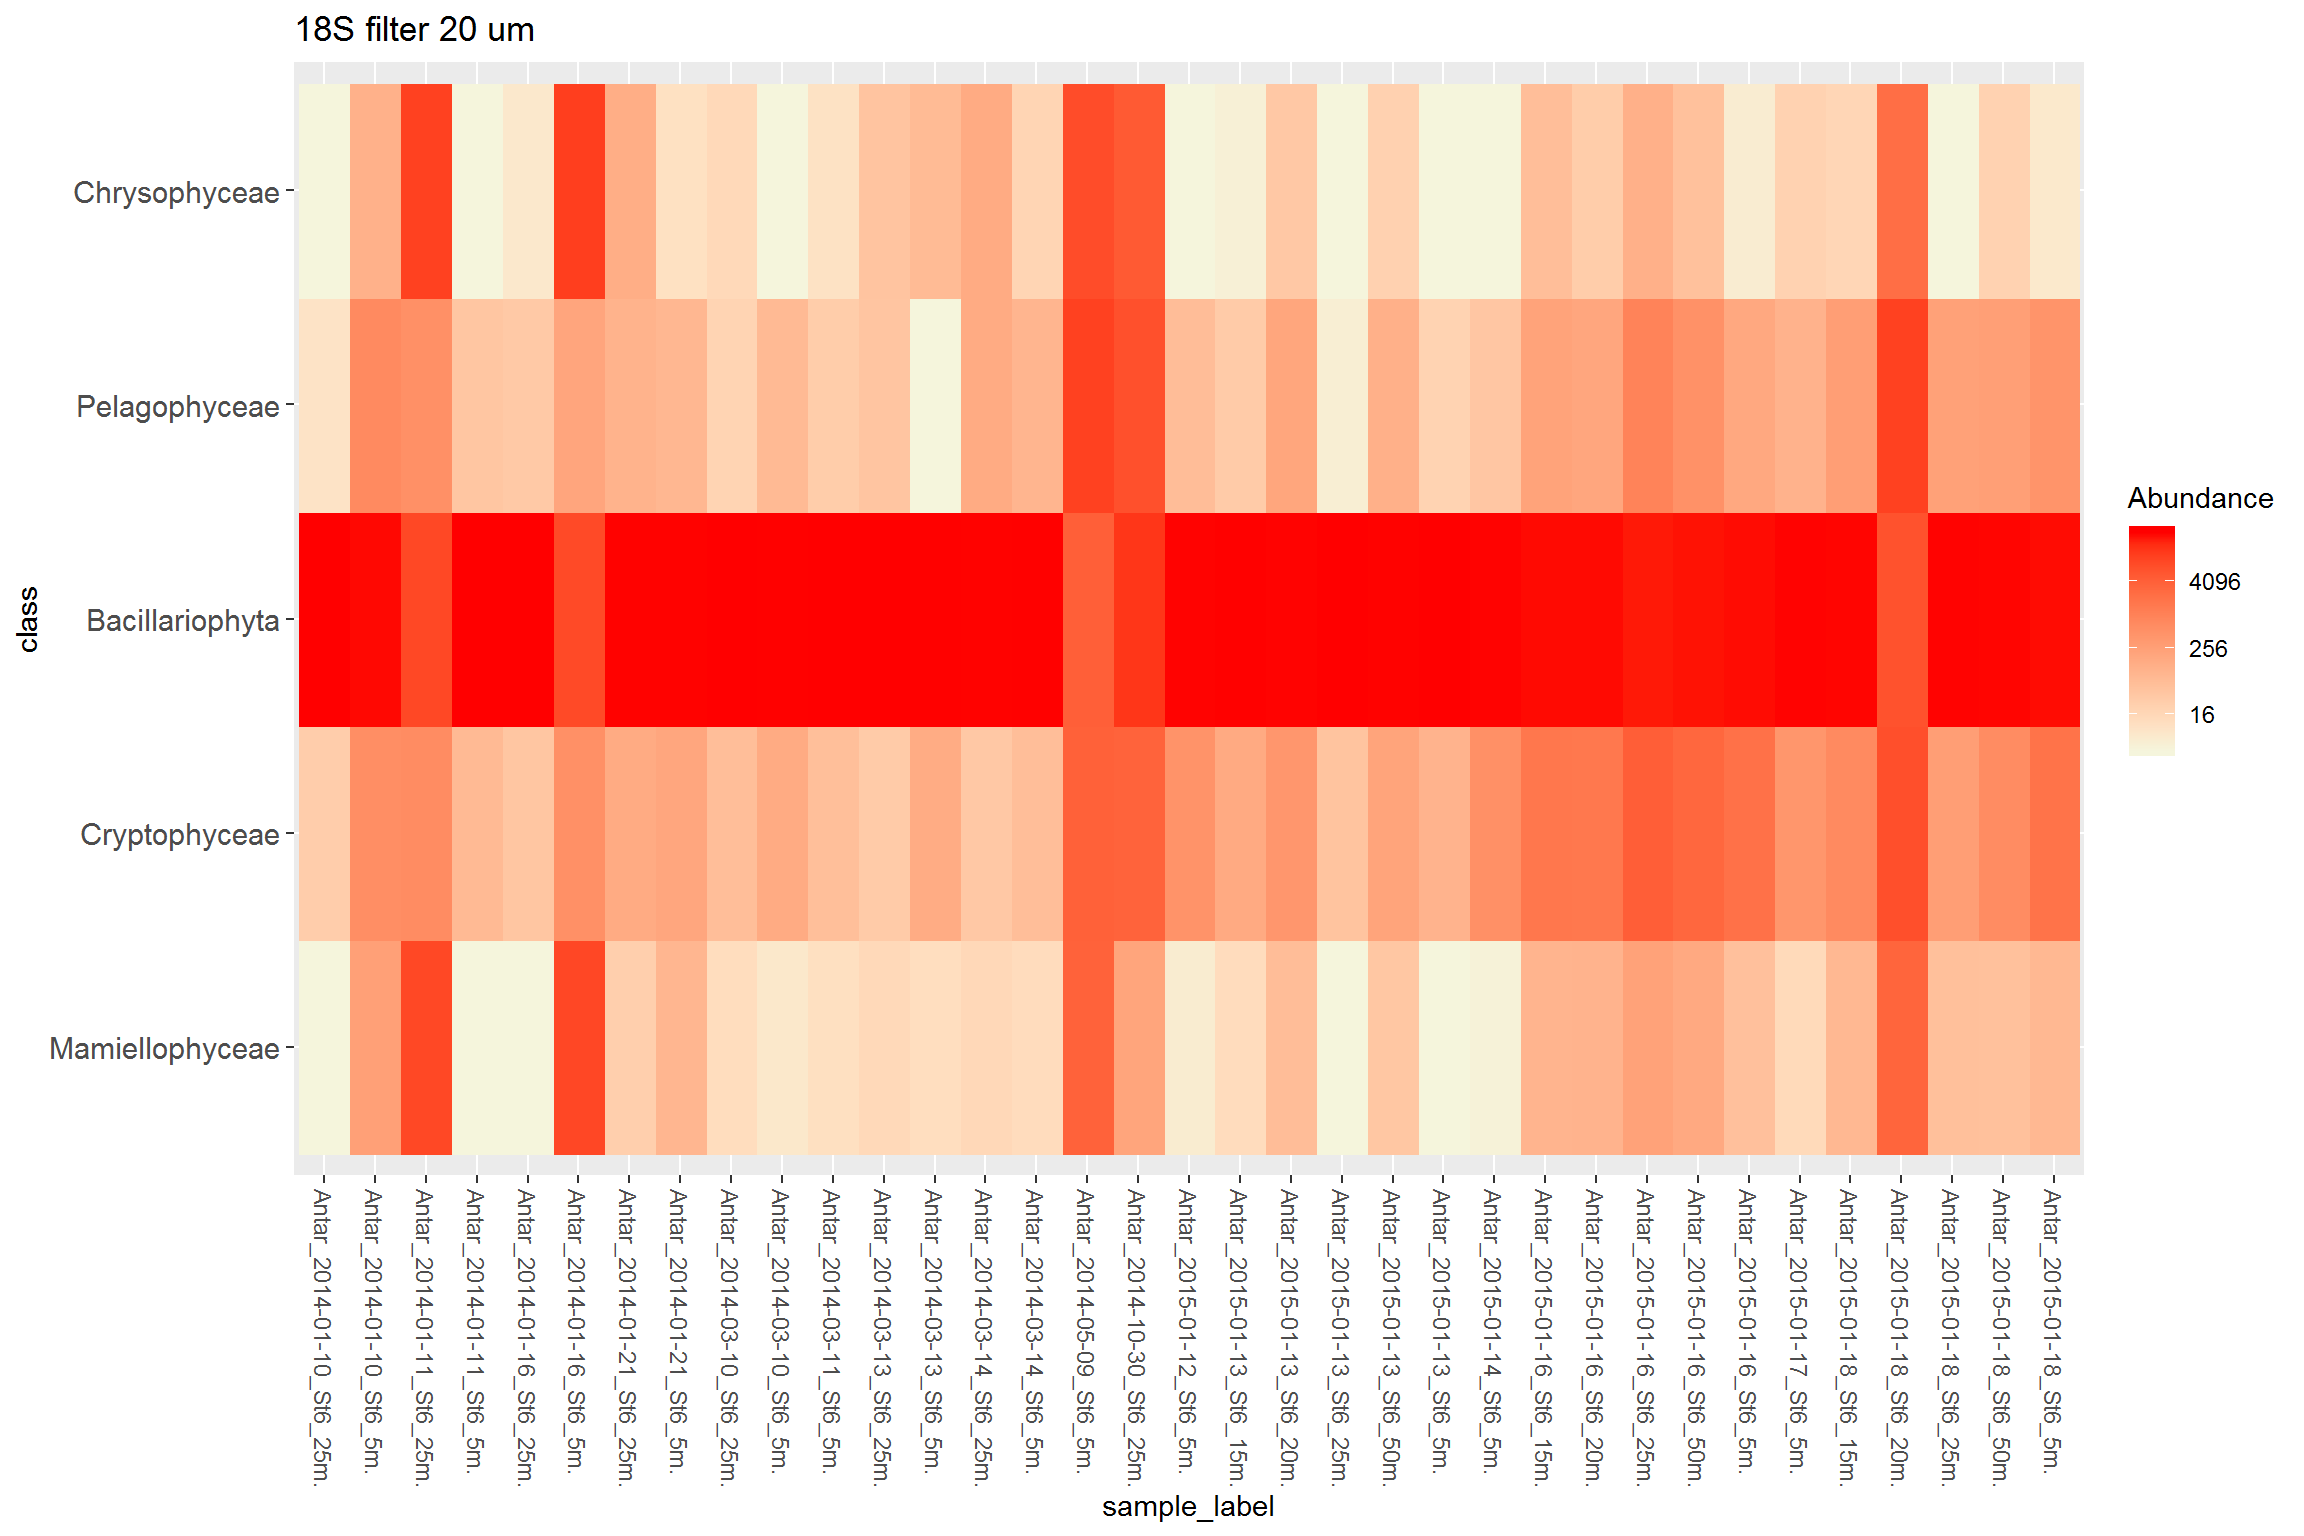 18S filter 20 um
Chrysophyceae
Pelagophyceae
Bacillariophyta
Cryptophyceae
Mamiellophyceae
class
Abundance
4096
256
16
Antar_2014-01-10_St6_25m.
Antar_2014-01-10_St6_5m.
Antar_2014-01-11_St6_25m.
Antar_2014-01-11_St6_5m.
Antar_2014-01-16_St6_25m.
Antar_2014-01-16_St6_5m.
Antar_2014-01-21_St6_25m.
Antar_2014-01-21_St6_5m.
Antar_2014-03-10_St6_25m.
Antar_2014-03-10_St6_5m.
Antar_2014-03-11_St6_5m.
Antar_2014-03-13_St6_25m.
Antar_2014-03-13_St6_5m.
Antar_2014-03-14_St6_25m.
Antar_2014-03-14_St6_5m.
Antar_2014-05-09_St6_5m.
Antar_2014-10-30_St6_25m.
Antar_2015-01-12_St6_5m.
Antar_2015-01-13_St6_15m.
Antar_2015-01-13_St6_20m.
Antar_2015-01-13_St6_25m.
Antar_2015-01-13_St6_50m.
Antar_2015-01-13_St6_5m.
Antar_2015-01-14_St6_5m.
Antar_2015-01-16_St6_15m.
Antar_2015-01-16_St6_20m.
Antar_2015-01-16_St6_25m.
Antar_2015-01-16_St6_50m.
Antar_2015-01-16_St6_5m.
Antar_2015-01-17_St6_5m.
Antar_2015-01-18_St6_15m.
Antar_2015-01-18_St6_20m.
Antar_2015-01-18_St6_25m.
Antar_2015-01-18_St6_50m.
Antar_2015-01-18_St6_5m.
sample_label